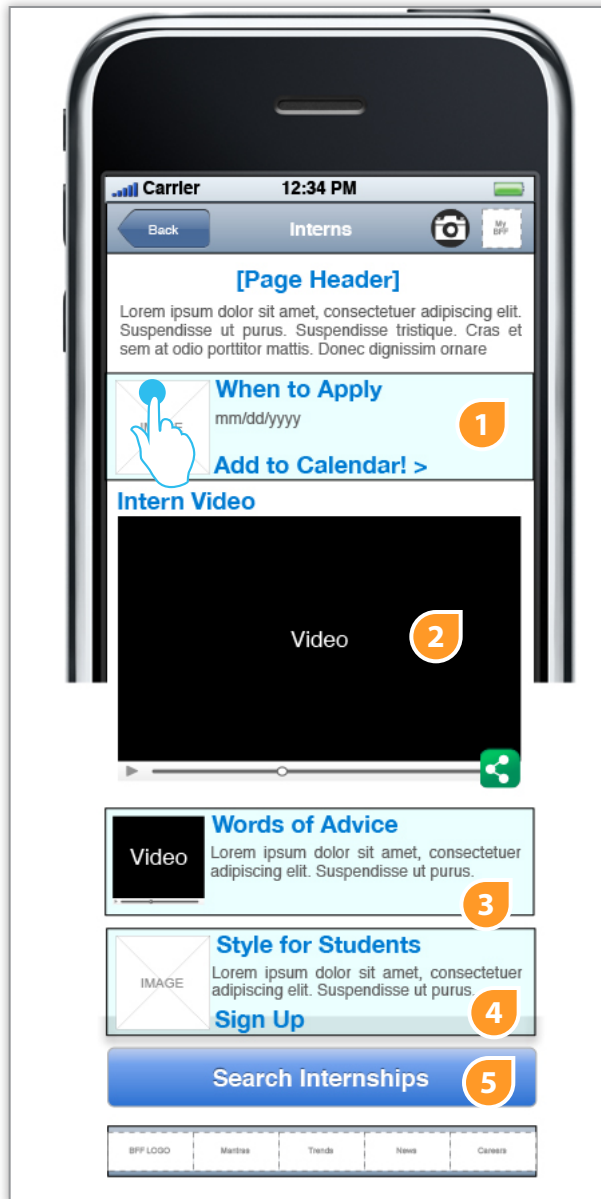 Carrier 12:34 PM
Back Interns My
BFF
[Page Header]
Lorem ipsum dolor sit amet, consectetuer adipiscing elit.
Suspendisse ut purus. Suspendisse tristique. Cras et
sem at odio porttitor mattis. Donec dignissim ornare
When to Apply
IMAGE
mm/dd/yyyy
1
Add to Calendar! >
Intern Video
Video
2
Words of Advice
Video
Lorem ipsum dolor sit amet, consectetuer
adipiscing elit. Suspendisse ut purus.
3
Style for Students
IMAGE
Lorem ipsum dolor sit amet, consectetuer
adipiscing elit. Suspendisse ut purus.
4
Sign Up
Search Internships
5
BFF LOGO Mantras Trends News Careers